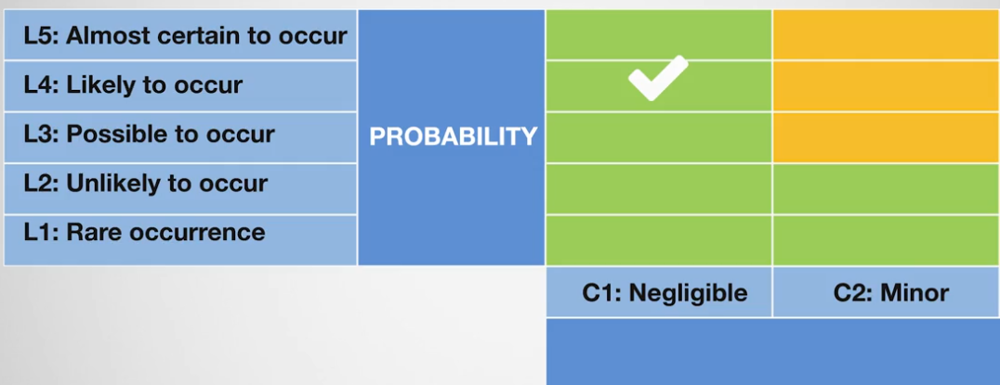 L5: Almost certain to occur
L4: Likely to occur
L3: Possible to occur
PROBABILITY
L2: Unlikely to occur
L1: Rare occurrence
C1: Negligible
C2: Minor